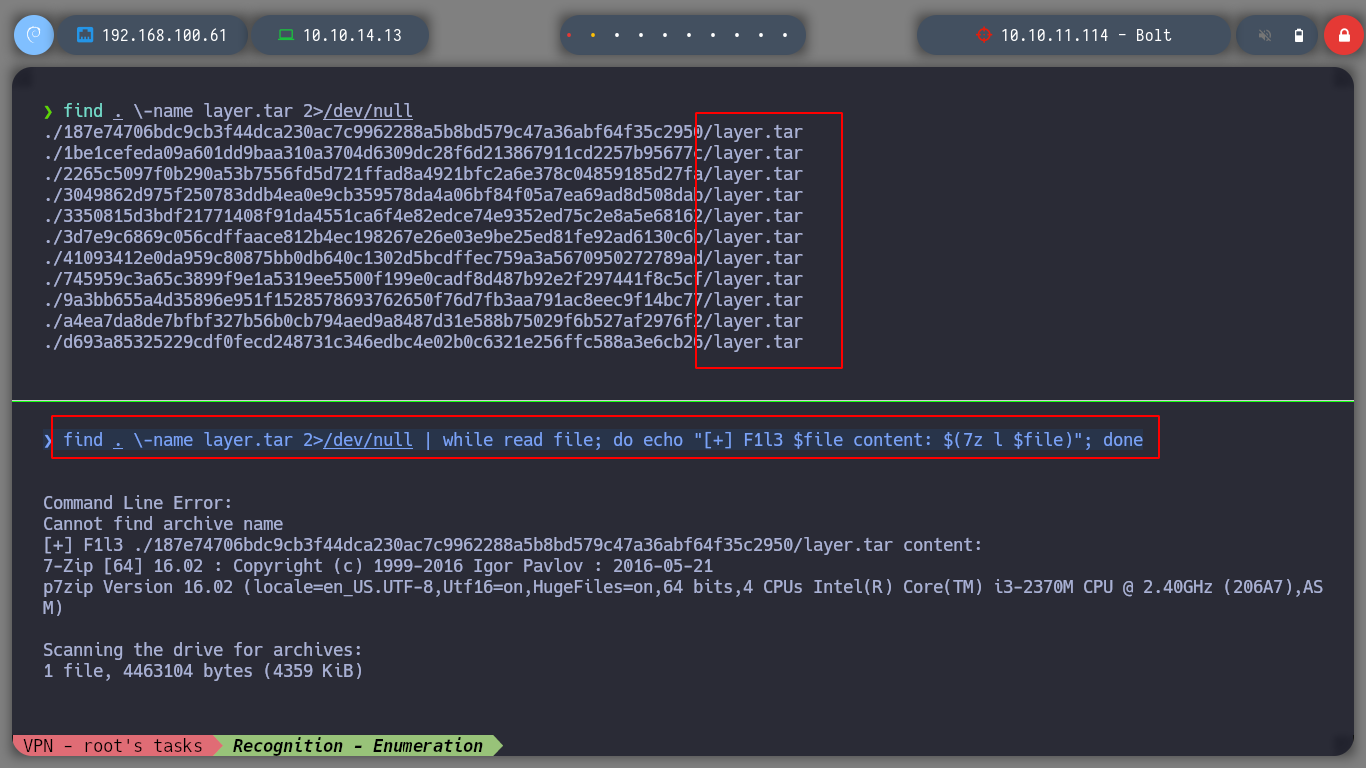 192.168.100.61
10.10.14.13
10.10.11.114 - Bolt
❯ find . \-name layer.tar 2>/dev/null
./187e74706bdc9cb3f44dca230ac7c9962288a5b8bd579c47a36abf64f35c2950/layer.tar
./1be1cefeda09a601dd9baa310a3704d6309dc28f6d213867911cd2257b95677c/layer.tar
./2265c5097f0b290a53b7556fd5d721ffad8a4921bfc2a6e378c04859185d27fa/layer.tar
./3049862d975f250783ddb4ea0e9cb359578da4a06bf84f05a7ea69ad8d508dab/layer.tar
./3350815d3bdf21771408f91da4551ca6f4e82edce74e9352ed75c2e8a5e68162/layer.tar
./3d7e9c6869c056cdffaace812b4ec198267e26e03e9be25ed81fe92ad6130c6b/layer.tar
./41093412e0da959c80875bb0db640c1302d5bcdffec759a3a5670950272789ad/layer.tar
./745959c3a65c3899f9e1a5319ee5500f199e0cadf8d487b92e2f297441f8c5cf/layer.tar
./9a3bb655a4d35896e951f1528578693762650f76d7fb3aa791ac8eec9f14bc77/layer.tar
./a4ea7da8de7bfbf327b56b0cb794aed9a8487d31e588b75029f6b527af2976f2/layer.tar
./d693a85325229cdf0fecd248731c346edbc4e02b0c6321e256ffc588a3e6cb26/layer.tar
❯ find . \-name layer.tar 2>/dev/null | while read file; do echo "[+] F1l3 $file content: $(7z l $file)"; done
Command Line Error:
Cannot find archive name
[+] F1l3 ./187e74706bdc9cb3f44dca230ac7c9962288a5b8bd579c47a36abf64f35c2950/layer.tar content:
7-Zip [64] 16.02 : Copyright (c) 1999-2016 Igor Pavlov : 2016-05-21
p7zip Version 16.02 (locale=en_US.UTF-8,Utf16=on,HugeFiles=on,64 bits,4 CPUs Intel(R) Core(TM) i3-2370M CPU @ 2.40GHz (206A7),AS
M)
Scanning the drive for archives:
1 file, 4463104 bytes (4359 KiB)
VPN - root's tasks
Recognition - Enumeration